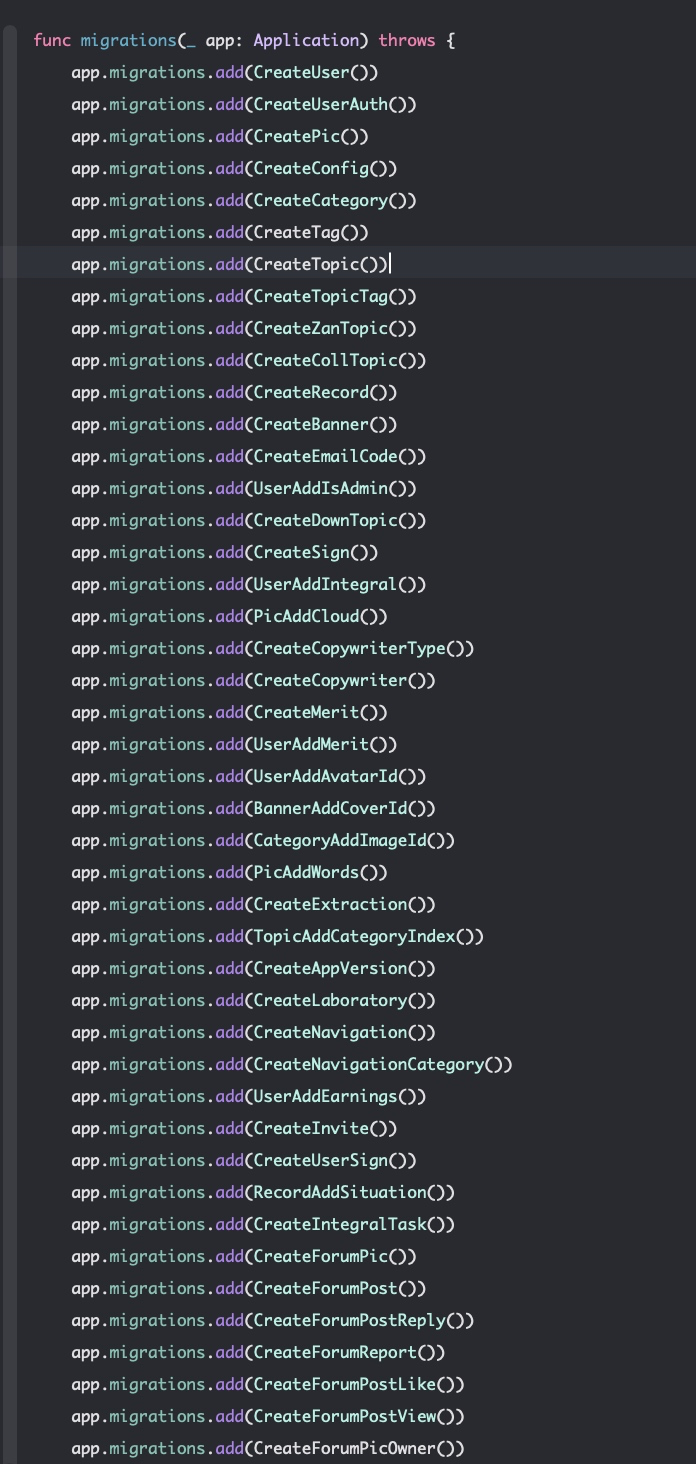 func migrations(_ app: Application) throws {
    app.migrations.add(CreateUser())
    app.migrations.add(CreateUserAuth())
    app.migrations.add(CreatePic())
    app.migrations.add(CreateConfig())
    app.migrations.add(CreateCategory())
    app.migrations.add(CreateTag())
    app.migrations.add(CreateTopic())
    app.migrations.add(CreateTopicTag())
    app.migrations.add(CreateZanTopic())
    app.migrations.add(CreateCollTopic())
    app.migrations.add(CreateRecord())
    app.migrations.add(CreateBanner())
    app.migrations.add(CreateEmailCode())
    app.migrations.add(UserAddIsAdmin())
    app.migrations.add(CreateDownTopic())
    app.migrations.add(CreateSign())
    app.migrations.add(UserAddIntegral())
    app.migrations.add(PicAddCloud())
    app.migrations.add(CreateCopywriterType())
    app.migrations.add(CreateCopywriter())
    app.migrations.add(CreateMerit())
    app.migrations.add(UserAddMerit())
    app.migrations.add(UserAddAvatarId())
    app.migrations.add(BannerAddCoverId())
    app.migrations.add(CategoryAddImageId())
    app.migrations.add(PicAddWords())
    app.migrations.add(CreateExtraction())
    app.migrations.add(TopicAddCategoryIndex())
    app.migrations.add(CreateAppVersion())
    app.migrations.add(CreateLaboratory())
    app.migrations.add(CreateNavigation())
    app.migrations.add(CreateNavigationCategory())
    app.migrations.add(UserAddEarnings())
    app.migrations.add(CreateInvite())
    app.migrations.add(CreateUserSign())
    app.migrations.add(RecordAddSituation())
    app.migrations.add(CreateIntegralTask())
    app.migrations.add(CreateForumPic())
    app.migrations.add(CreateForumPost())
    app.migrations.add(CreateForumPostReply())
    app.migrations.add(CreateForumReport())
    app.migrations.add(CreateForumPostLike())
    app.migrations.add(CreateForumPostView())
    app.migrations.add(CreateForumPicOwner())